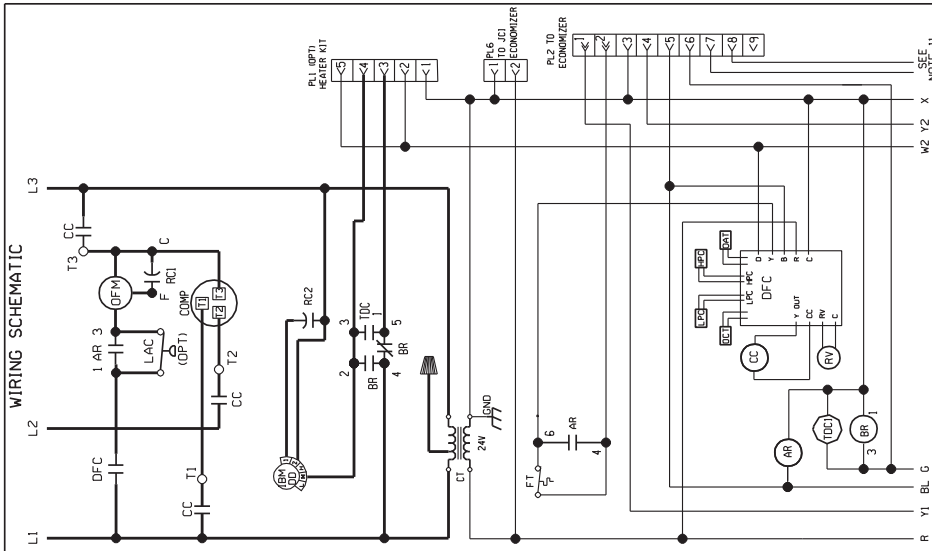 WIRING SCHEMATIC
L1
L2
L3
CC
T3
C
OFM
RC1
F
1 AR 3
LAC
(OPT)
COMP
T1
T2
T3
T2
DFC
CC
T1
CC
PL1 (OPT)
HEATER KIT
5
4
3
2
1
PL6
TO JC1
ECONOMIZER
1
2
PL2 TO
ECONOMIZER
1
2
3
4
5
6
7
8
9
IBM
RC2
3
TDC
1
2
BR
4
5
BR
CT
24V
GND
FT
6
AR
4
OAT
HPC
LPC
OCT
HPC
LPC
DFC
D
Y
B
R
C
Y OUT
CC
RV
C
CC
RV
AR
TDC1
BR
1
3
R
Y1
BL
G
W2
Y2
X
SEE